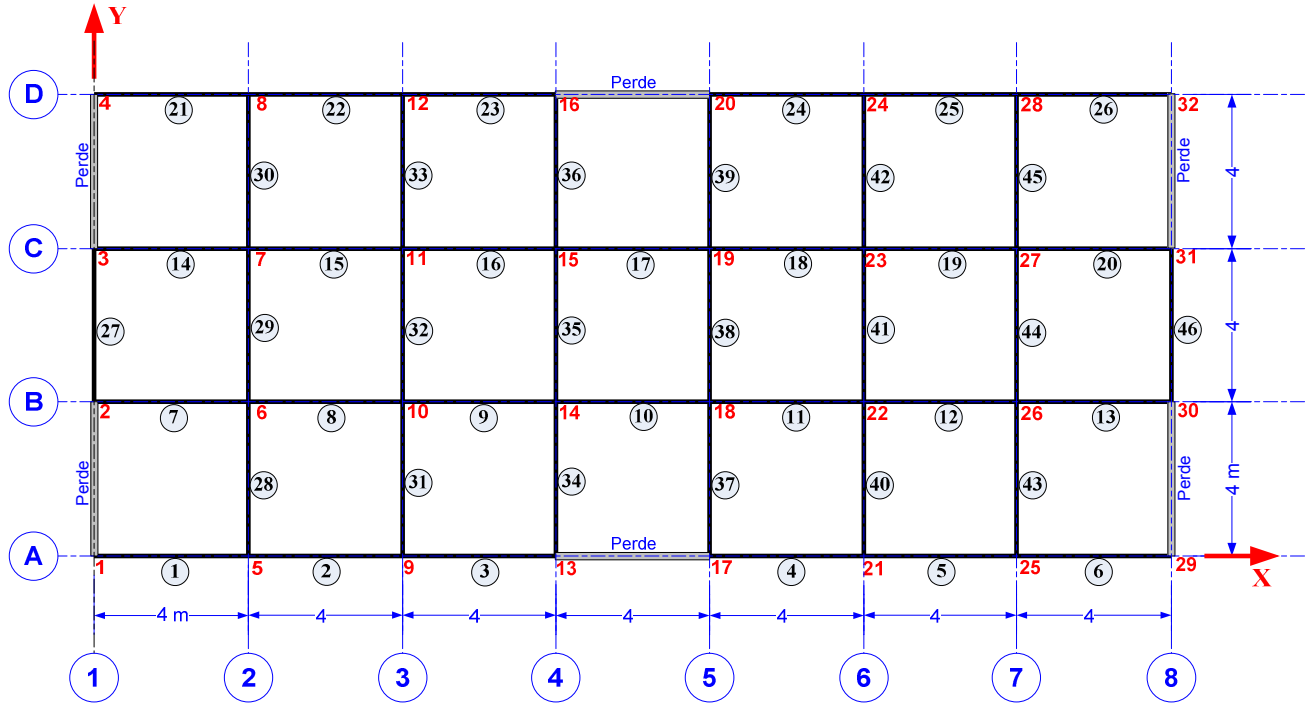 Y
D 4 21 8 22 12 23 16 Perde 20 24 24 25 28 26 32
Perde 30 33 36 39 42 45 Perde 4
C 3 14 7 15 11 16 15 17 19 18 23 19 27 20 31
27 29 32 35 38 41 44 46 4
B 2 7 6 8 10 9 14 10 18 11 22 12 26 13 30
Perde 28 31 34 37 40 43 Perde 4 m
A 1 1 5 2 9 3 13 Perde 17 4 21 5 25 6 29 X
4 m 4 4 4 4 4 4
1 2 3 4 5 6 7 8